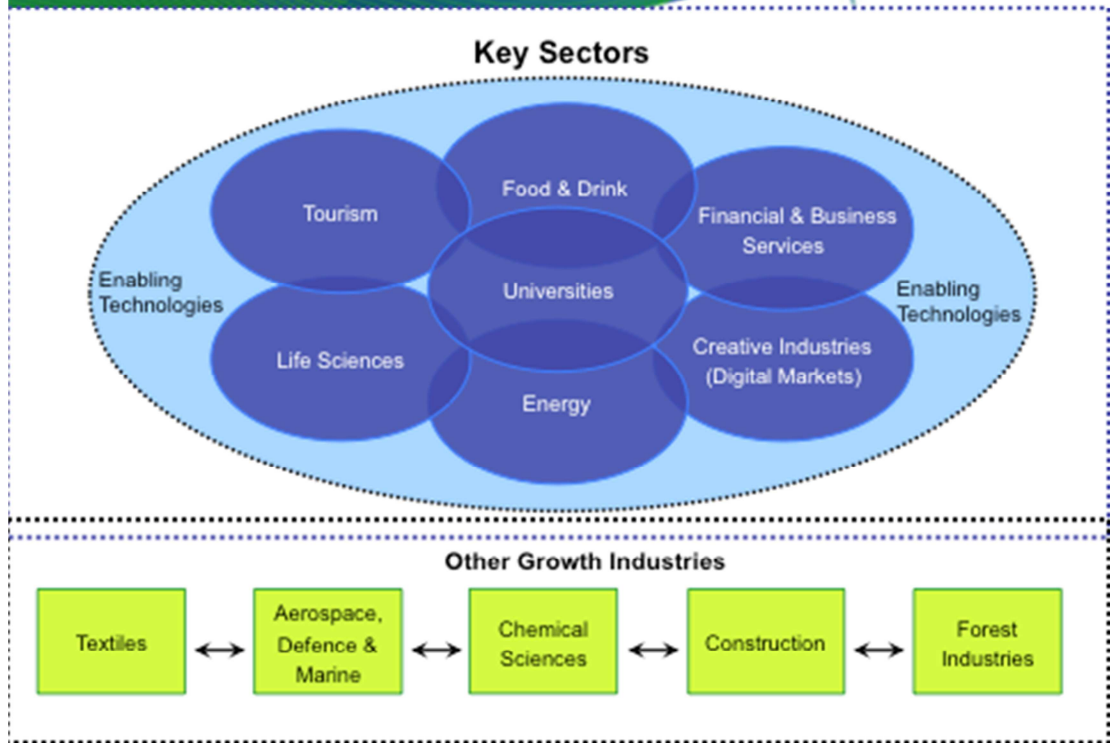 Key Sectors
Food & Drink
Tourism
Financial & Business
Services
Enabling
Technologies
Universities
Enabling
Technologies
Life Sciences
Creative Industries
(Digital Markets)
Energy
Other Growth Industries
Textiles
Aerospace,
Defence &
Marine
Chemical
Sciences
Construction
Forest
Industries